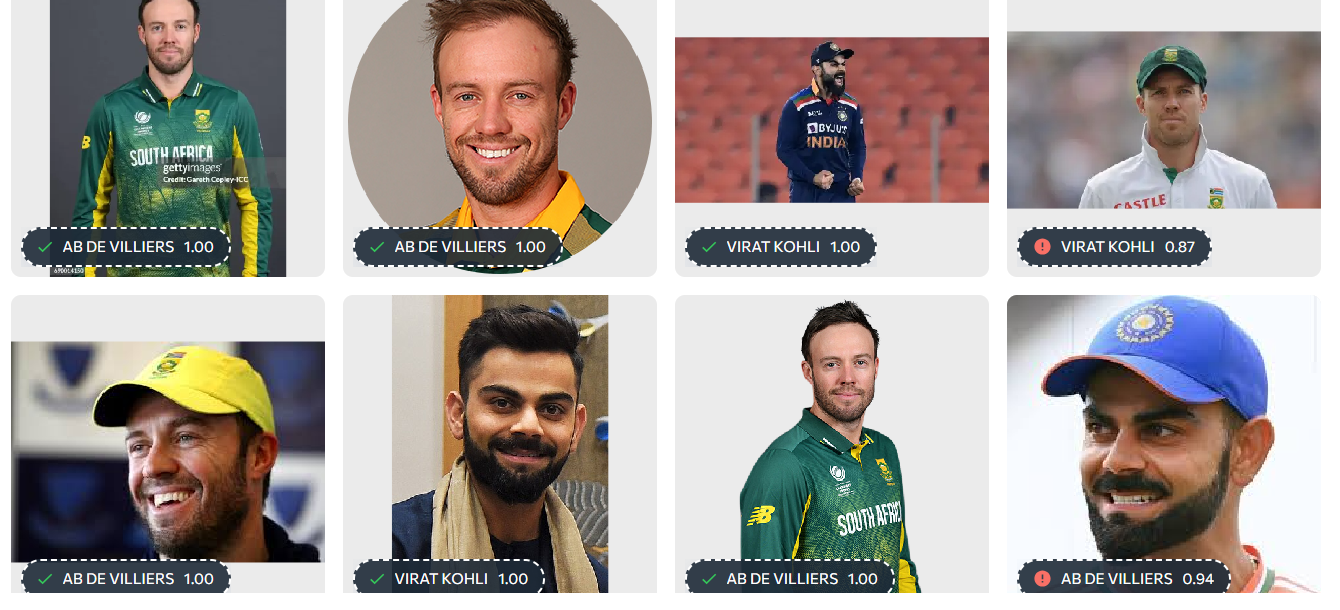 SOUTH AFRICA
gettyimages
Credit: Gareth Copley-ICC
AB DE VILLIERS 1.00
690014150
AB DE VILLIERS 1.00
BYJU'S
INDIA
VIRAT KOHLI 1.00
CASTLE
VIRAT KOHLI 0.87
AB DE VILLIERS 1.00
VIRAT KOHLI 1.00
SOUTH AFRICA
AB DE VILLIERS 1.00
AB DE VILLIERS 0.94